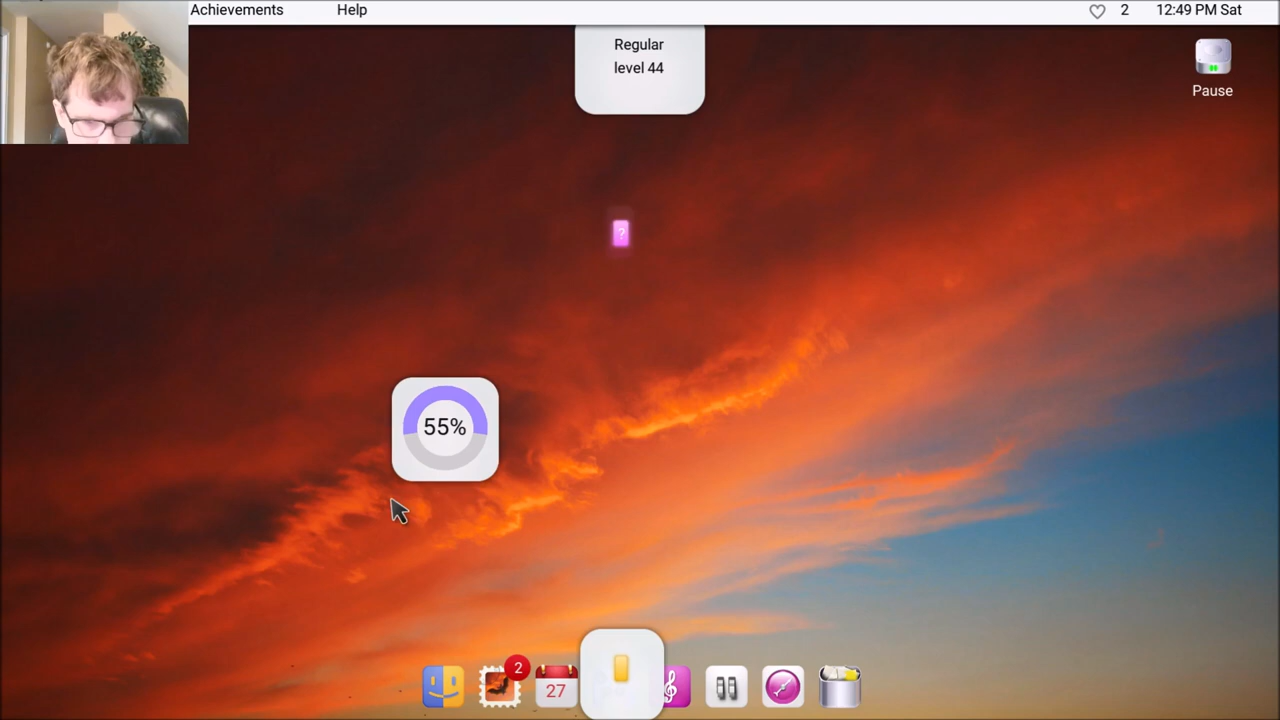 Achievements Help 2 12:49 PM Sat
Regular
level 44
Pause
?
55%
2
27